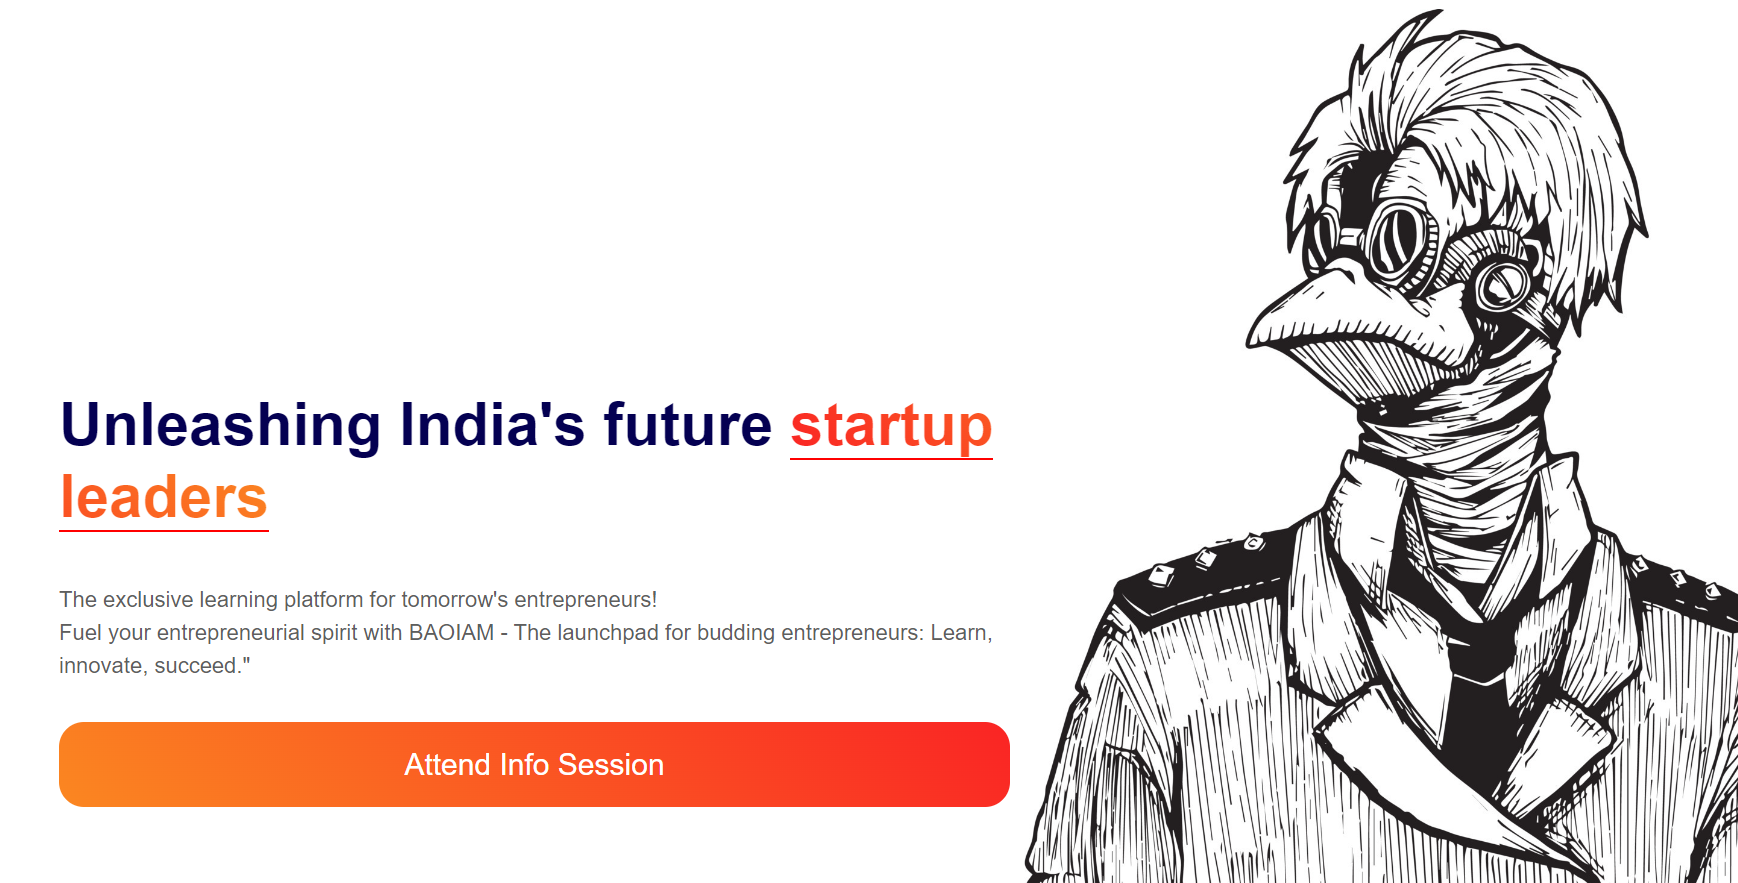 Unleashing India's future startup
leaders
The exclusive learning platform for tomorrow's entrepreneurs!
Fuel your entrepreneurial spirit with BAOIAM - The launchpad for budding entrepreneurs: Learn,
innovate, succeed."
Attend Info Session